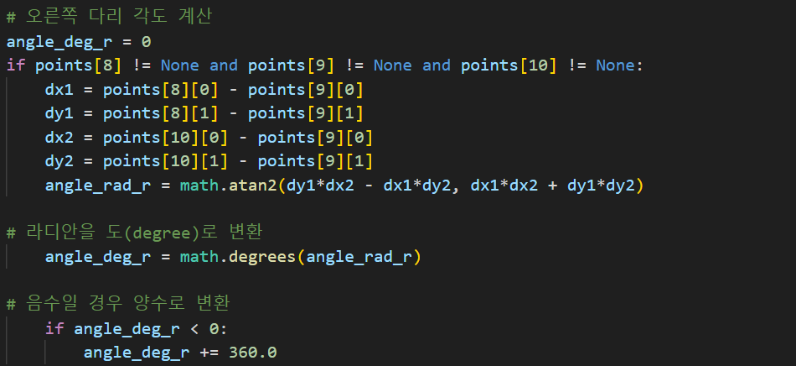 # 오른쪽 다리 각도 계산
angle_deg_r = 0
if points[8] != None and points[9] != None and points[10] != None:
    dx1 = points[8][0] - points[9][0]
    dy1 = points[8][1] - points[9][1]
    dx2 = points[10][0] - points[9][0]
    dy2 = points[10][1] - points[9][1]
    angle_rad_r = math.atan2(dy1*dx2 - dx1*dy2, dx1*dx2 + dy1*dy2)
# 라디안을 도(degree)로 변환
    angle_deg_r = math.degrees(angle_rad_r)
# 음수일 경우 양수로 변환
    if angle_deg_r < 0:
        angle_deg_r += 360.0